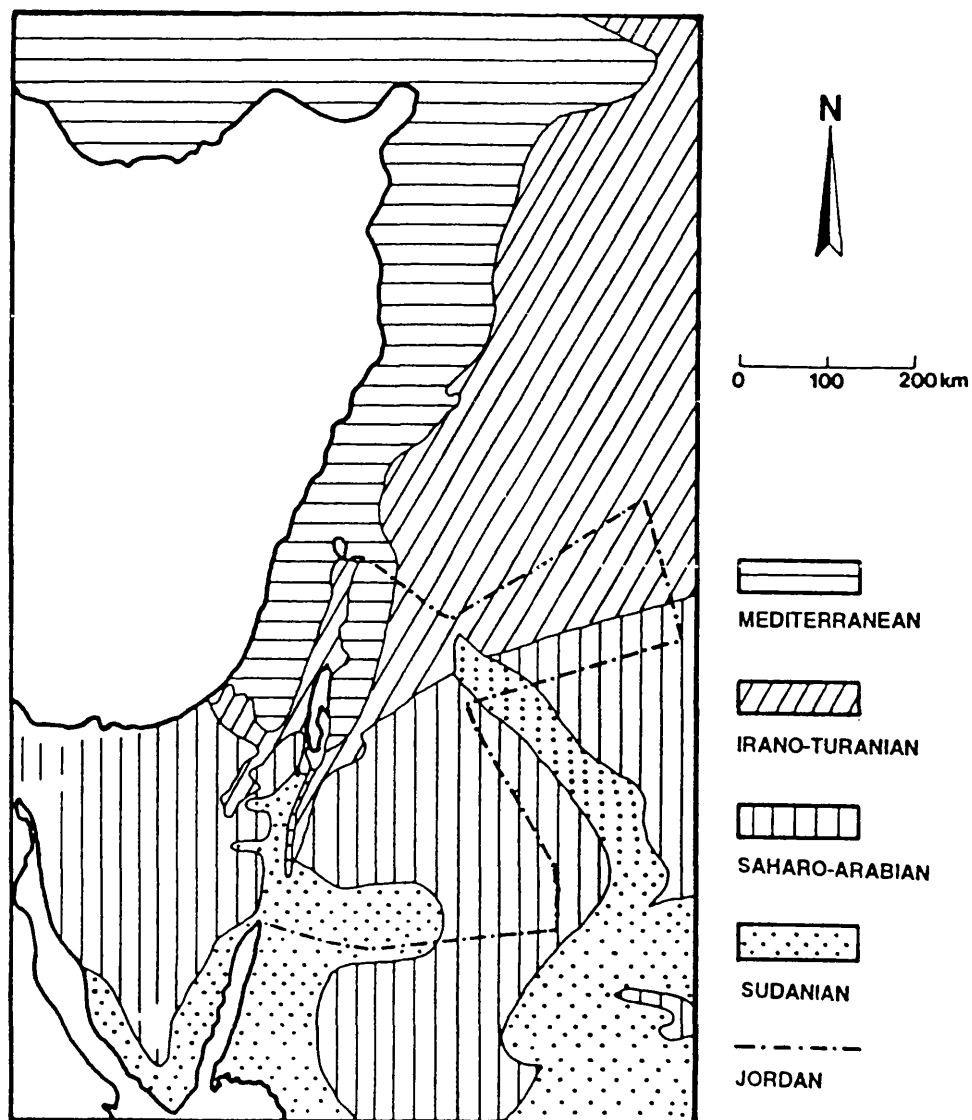 N
0 100 200 km
MEDITERRANEAN
IRANO-TURANIAN
SAHARO-ARABIAN
SUDANIAN
JORDAN